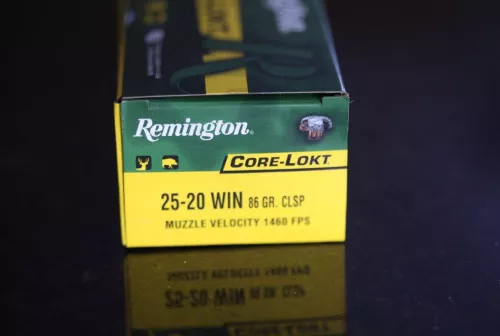 Remington
CORE-LOKT
25-20 WIN 86 GR. CLSP
MUZZLE VELOCITY 1460 FPS